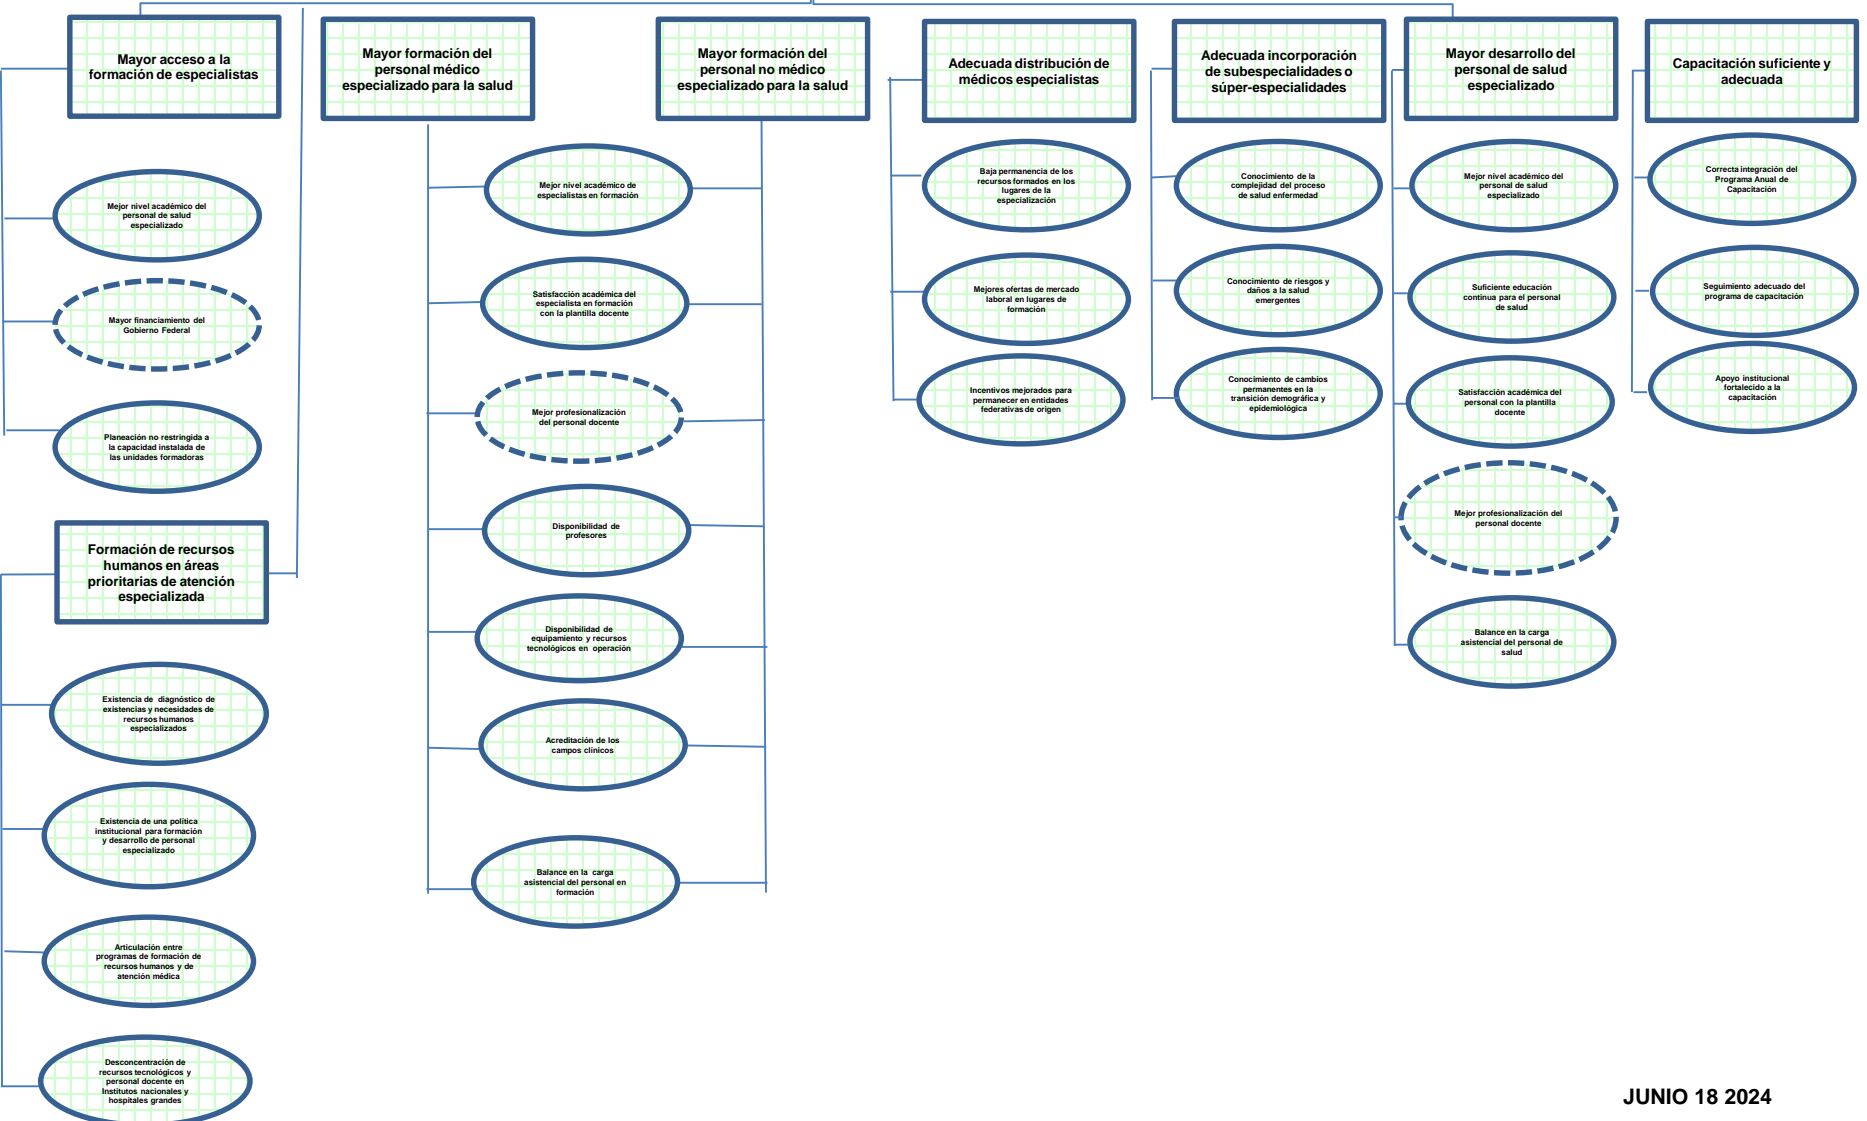 Mayor acceso a la
formación de especialistas
Mejor nivel académico del
personal de salud
especializado
Mayor financiamiento del
Gobierno Federal
Planeación no restringida a
la capacidad instalada de
las unidades formadoras
Formación de recursos
humanos en áreas
prioritarias de atención
especializada
Existencia de diagnóstico de
existencias y necesidades de
recursos humanos
especializados
Existencia de una política
institucional para formación
y desarrollo de personal
especializado
Articulación entre
programas de formación de
recursos humanos y de
atención médica
Desconcentración de
recursos tecnológicos y
personal docente en
Institutos nacionales y
hospitales grandes
Mayor formación del
personal médico
especializado para la salud
Mayor formación del
personal no médico
especializado para la salud
Mejor nivel académico de
especialistas en formación
Satisfacción académica del
especialista en formación
con la plantilla docente
Mejor profesionalización
del personal docente
Disponibilidad de
profesores
Disponibilidad de
equipamiento y recursos
tecnológicos en operación
Acreditación de los
campos clínicos
Balance en la carga
asistencial del personal en
formación
Adecuada distribución de
médicos especialistas
Baja permanencia de los
recursos formados en los
lugares de la
especialización
Mejores ofertas de mercado
laboral en lugares de
formación
Incentivos mejorados para
permanecer en entidades
federativas de origen
Adecuada incorporación
de subespecialidades o
súper-especialidades
Conocimiento de la
complejidad del proceso
de salud enfermedad
Conocimiento de riesgos y
daños a la salud
emergentes
Conocimiento de cambios
permanentes en la
transición demográfica y
epidemiológica
Mayor desarrollo del
personal de salud
especializado
Mejor nivel académico del
personal de salud
especializado
Suficiente educación
continua para el personal
de salud
Satisfacción académica del
personal con la plantilla
docente
Mejor profesionalización del
personal docente
Balance en la carga
asistencial del personal de
salud
Capacitación suficiente y
adecuada
Correcta integración del
Programa Anual de
Capacitación
Seguimiento adecuado del
programa de capacitación
Apoyo institucional
fortalecido a la
capacitación
JUNIO 18 2024